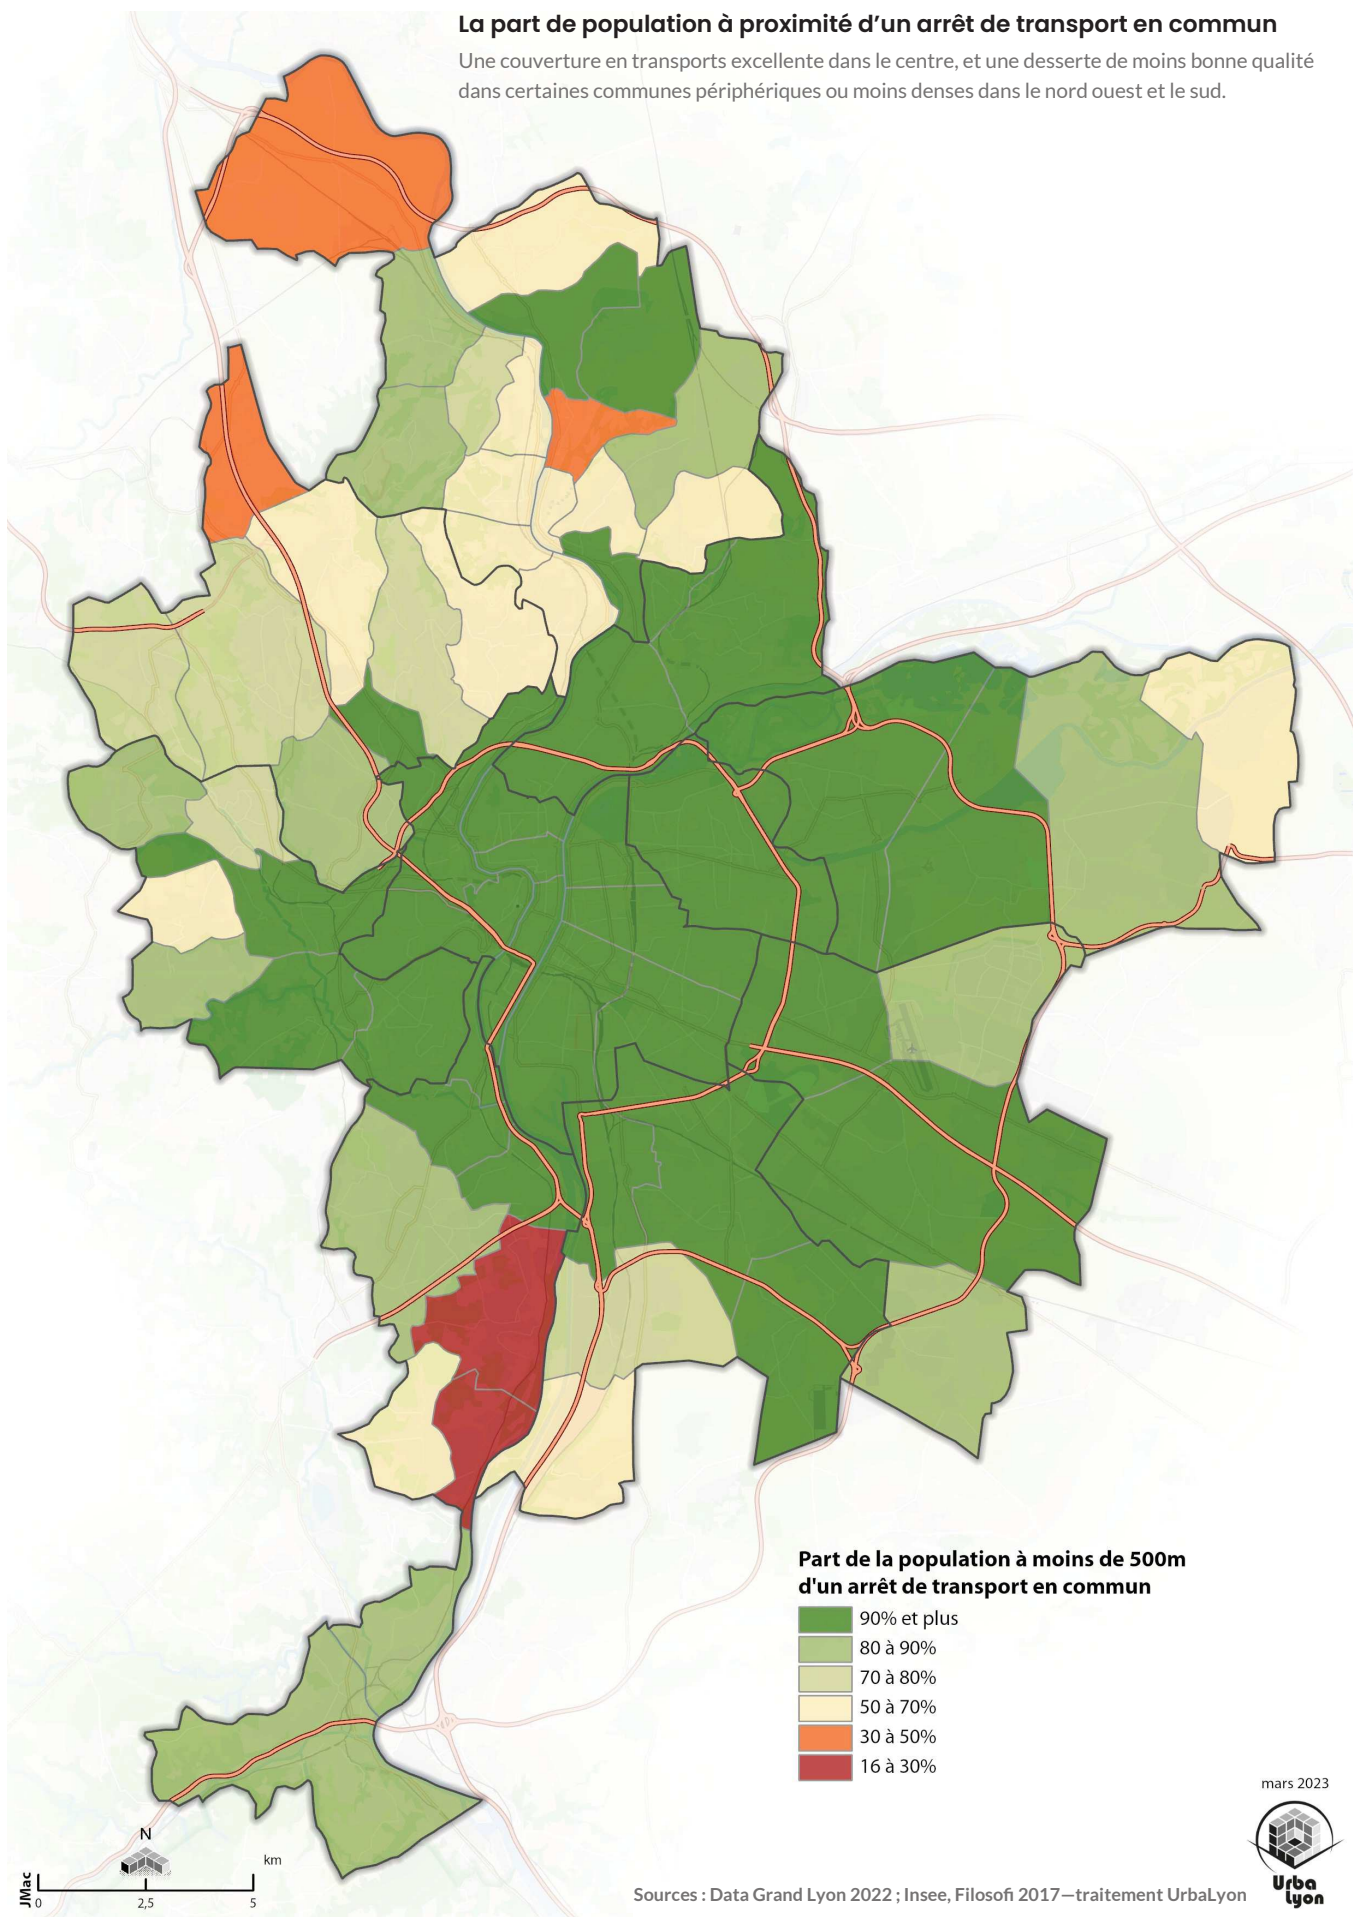 La part de population à proximité d’un arrêt de transport en commun
Une couverture en transports excellente dans le centre, et une desserte de moins bonne qualité
dans certaines communes périphériques ou moins denses dans le nord ouest et le sud.
Part de la population à moins de 500m
d'un arrêt de transport en commun
90% et plus
80 à 90%
70 à 80%
50 à 70%
30 à 50%
16 à 30%
mars 2023
N
km
JMac
0 2,5 5
Sources : Data Grand Lyon 2022 ; Insee, Filosofi 2017—traitement UrbaLyon
Urba
Lyon